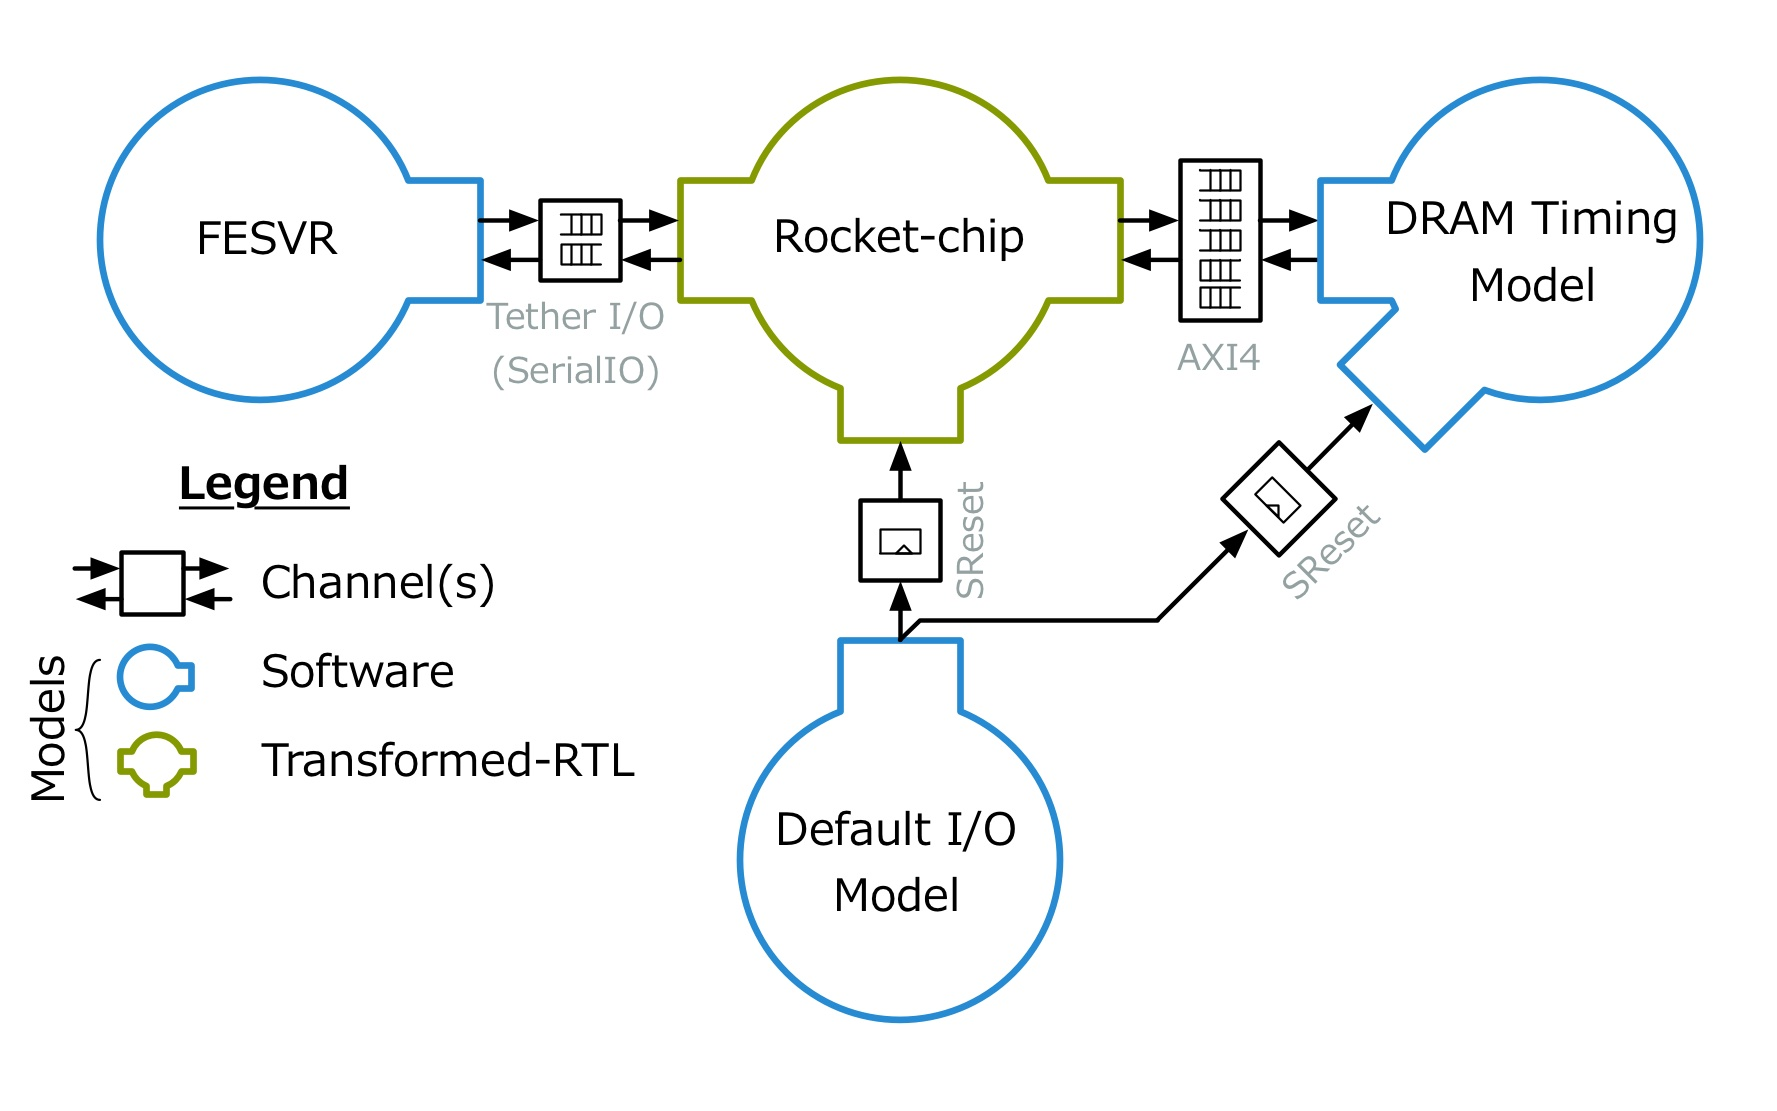 FESVR
Tether I/O
(SerialIO)
Rocket-chip
AXI4
DRAM Timing
Model
SReset
SReset
Default I/O
Model
Legend
Channel(s)
Models
Software
Transformed-RTL